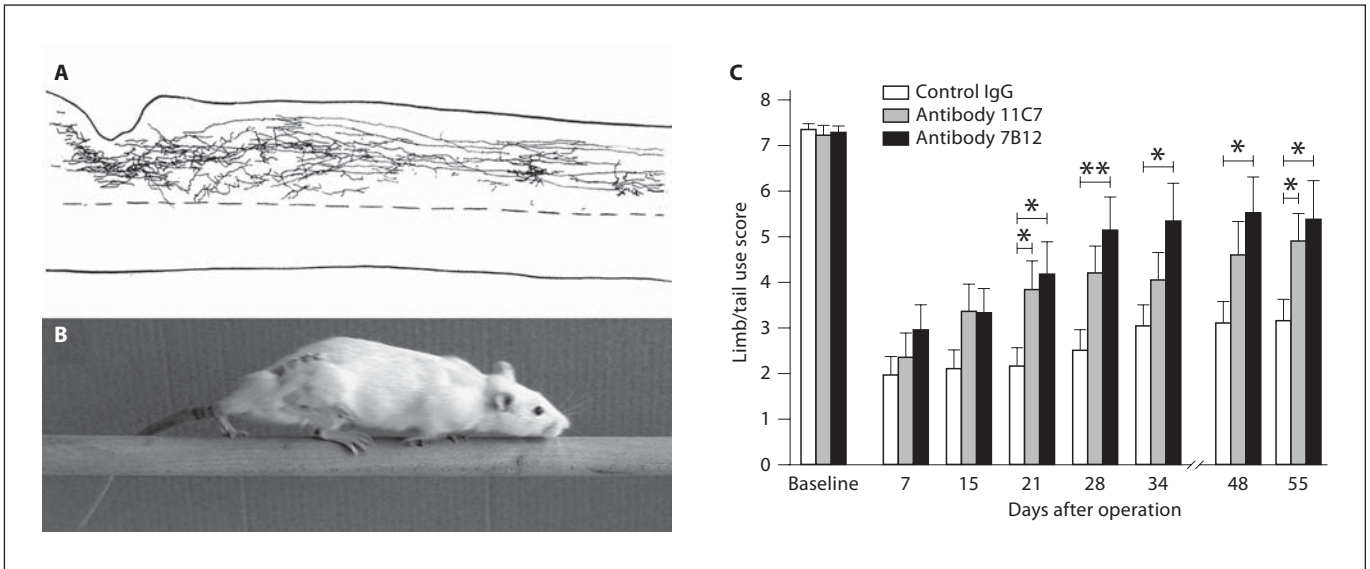 A
B
C
Control IgG
Antibody 11C7
Antibody 7B12
Limb/tail use score
8
7
6
5
4
3
2
1
0
*
*
**
*
*
*
*
Baseline 7 15 21 28 34 48 55
Days after operation